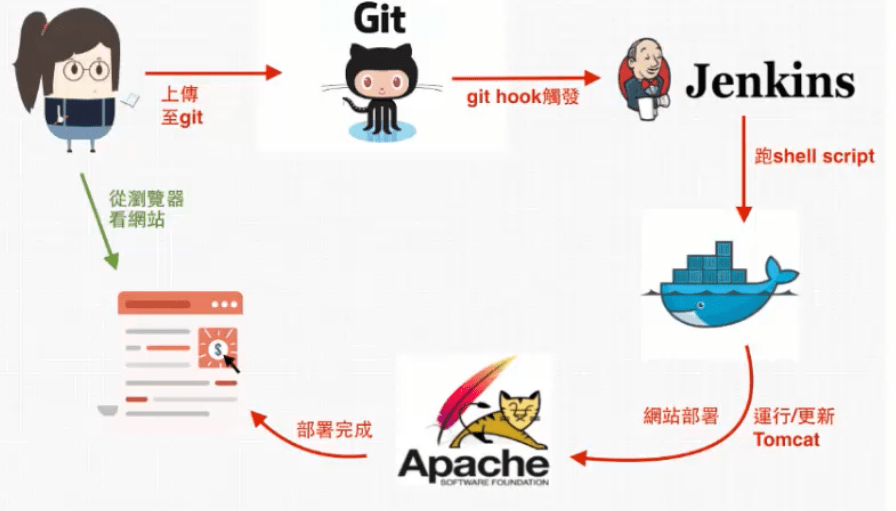 Git
上傳
至git
git hook觸發
Jenkins
跑shell script
從瀏覽器
看網站
$
網站部署
運行/更新
Tomcat
部署完成
Apache
SOFTWARE FOUNDATION